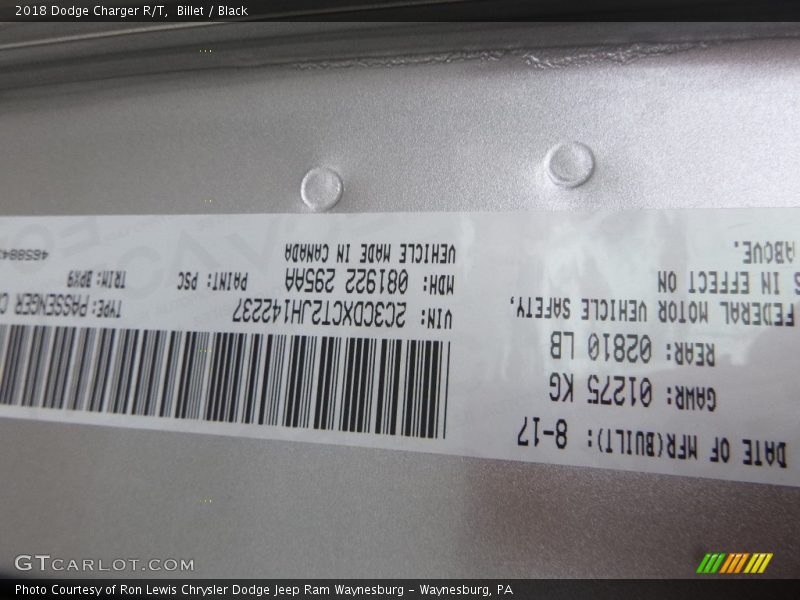 2018 Dodge Charger R/T,  Billet / Black
DATE OF MFR(BUILT): 8-17
GAWR: 01275 KG
REAR: 02810 LB
FEDERAL MOTOR VEHICLE SAFETY,
S IN EFFECT ON
ABOVE.
VIN: 2C3CDXCT2JH142237
TYPE: PASSENGER
MDH: 081922 295AA
PAINT: PSC
TRIM: BPX9
VEHICLE MADE IN CANADA
GTCARLOT.COM
Photo Courtesy of Ron Lewis Chrysler Dodge Jeep Ram Waynesburg - Waynesburg, PA